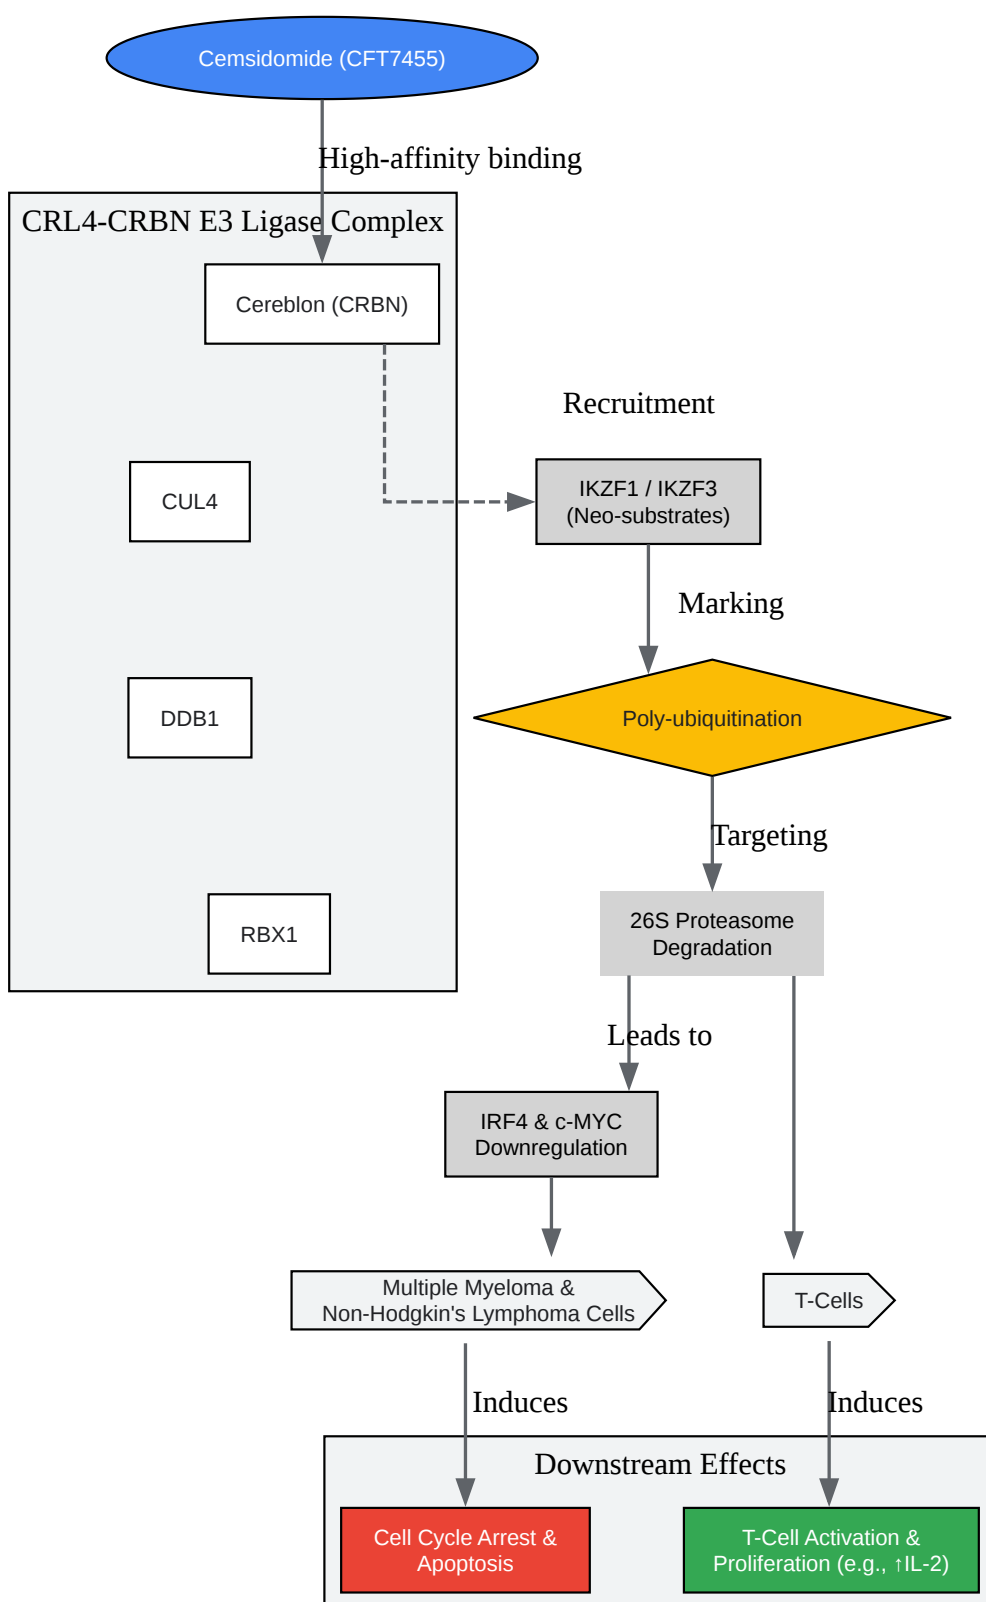 Cemsidomide (CFT7455)
High-affinity binding
CRL4-CRBN E3 Ligase Complex
Cereblon (CRBN)
Recruitment
CUL4
IKZF1 / IKZF3
(Neo-substrates)
Marking
DDB1
Poly-ubiquitination
Targeting
RBX1
26S Proteasome
Degradation
Leads to
IRF4 & c-MYC
Downregulation
Multiple Myeloma &
Non-Hodgkin's Lymphoma Cells
T-Cells
Induces
Induces
Downstream Effects
Cell Cycle Arrest &
Apoptosis
T-Cell Activation &
Proliferation (e.g., ↑IL-2)